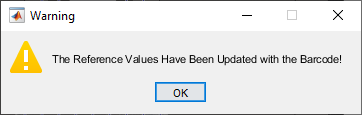 Warning
The Reference Values Have Been Updated with the Barcode!
OK